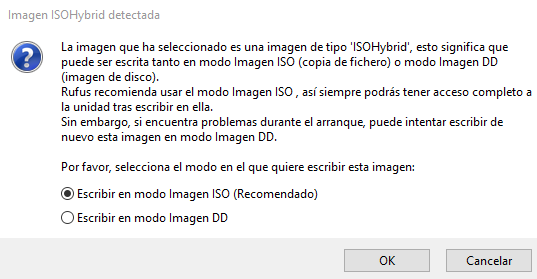 Imagen ISOHybrid detectada
La imagen que ha seleccionado es una imagen de tipo 'ISOHybrid', esto significa que
puede ser escrita tanto en modo Imagen ISO (copia de fichero) o modo Imagen DD
(imagen de disco).
Rufus recomienda usar el modo Imagen ISO , así siempre podrás tener acceso completo a
la unidad tras escribir en ella.
Sin embargo, si encuentra problemas durante el arranque, puede intentar escribir de
nuevo esta imagen en modo Imagen DD.
Por favor, selecciona el modo en el que quiere escribir esta imagen:
Escribir en modo Imagen ISO (Recomendado)
Escribir en modo Imagen DD
OK Cancelar